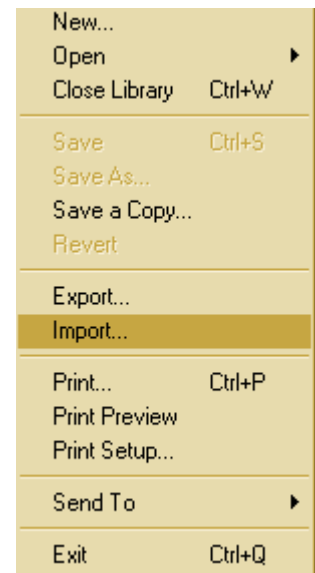 New...
Open
Close Library Ctrl+W
Save Ctrl+S
Save As...
Save a Copy...
Revert
Export...
Import...
Print... Ctrl+P
Print Preview
Print Setup...
Send To
Exit Ctrl+Q